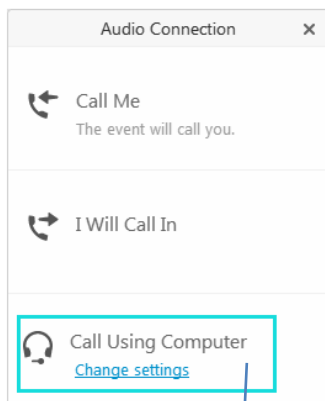 Audio Connection
Call Me
The event will call you.
I Will Call In
Call Using Computer
Change settings